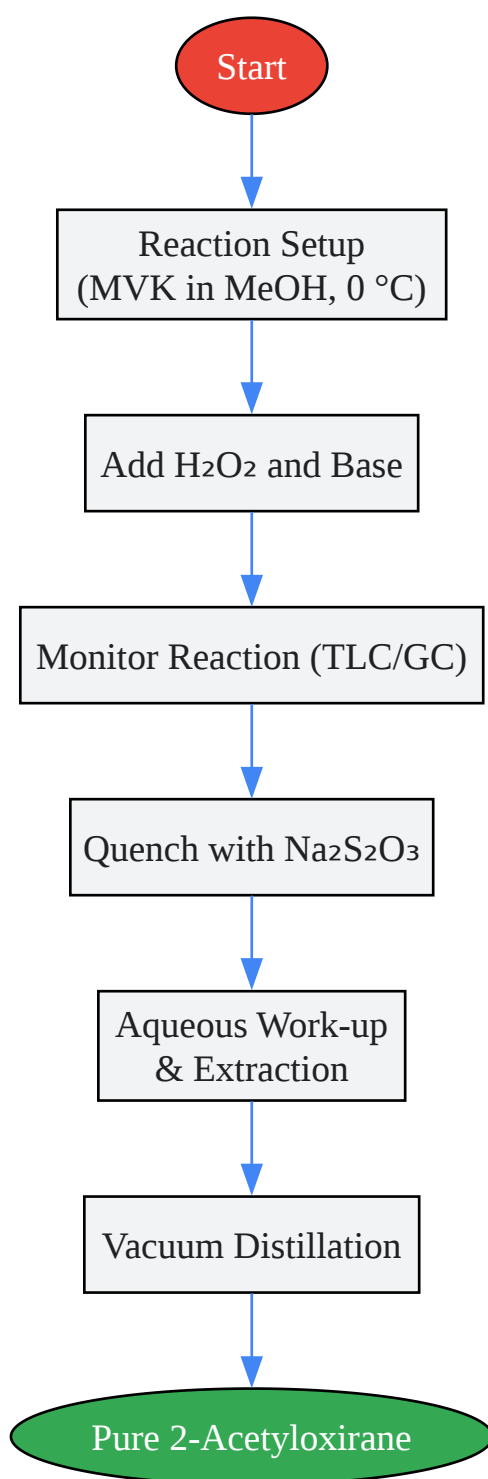 Start
Reaction Setup
(MVK in MeOH, 0 °C)
Add H₂O₂ and Base
Monitor Reaction (TLC/GC)
Quench with Na₂S₂O₃
Aqueous Work-up
& Extraction
Vacuum Distillation
Pure 2-Acetyloxirane